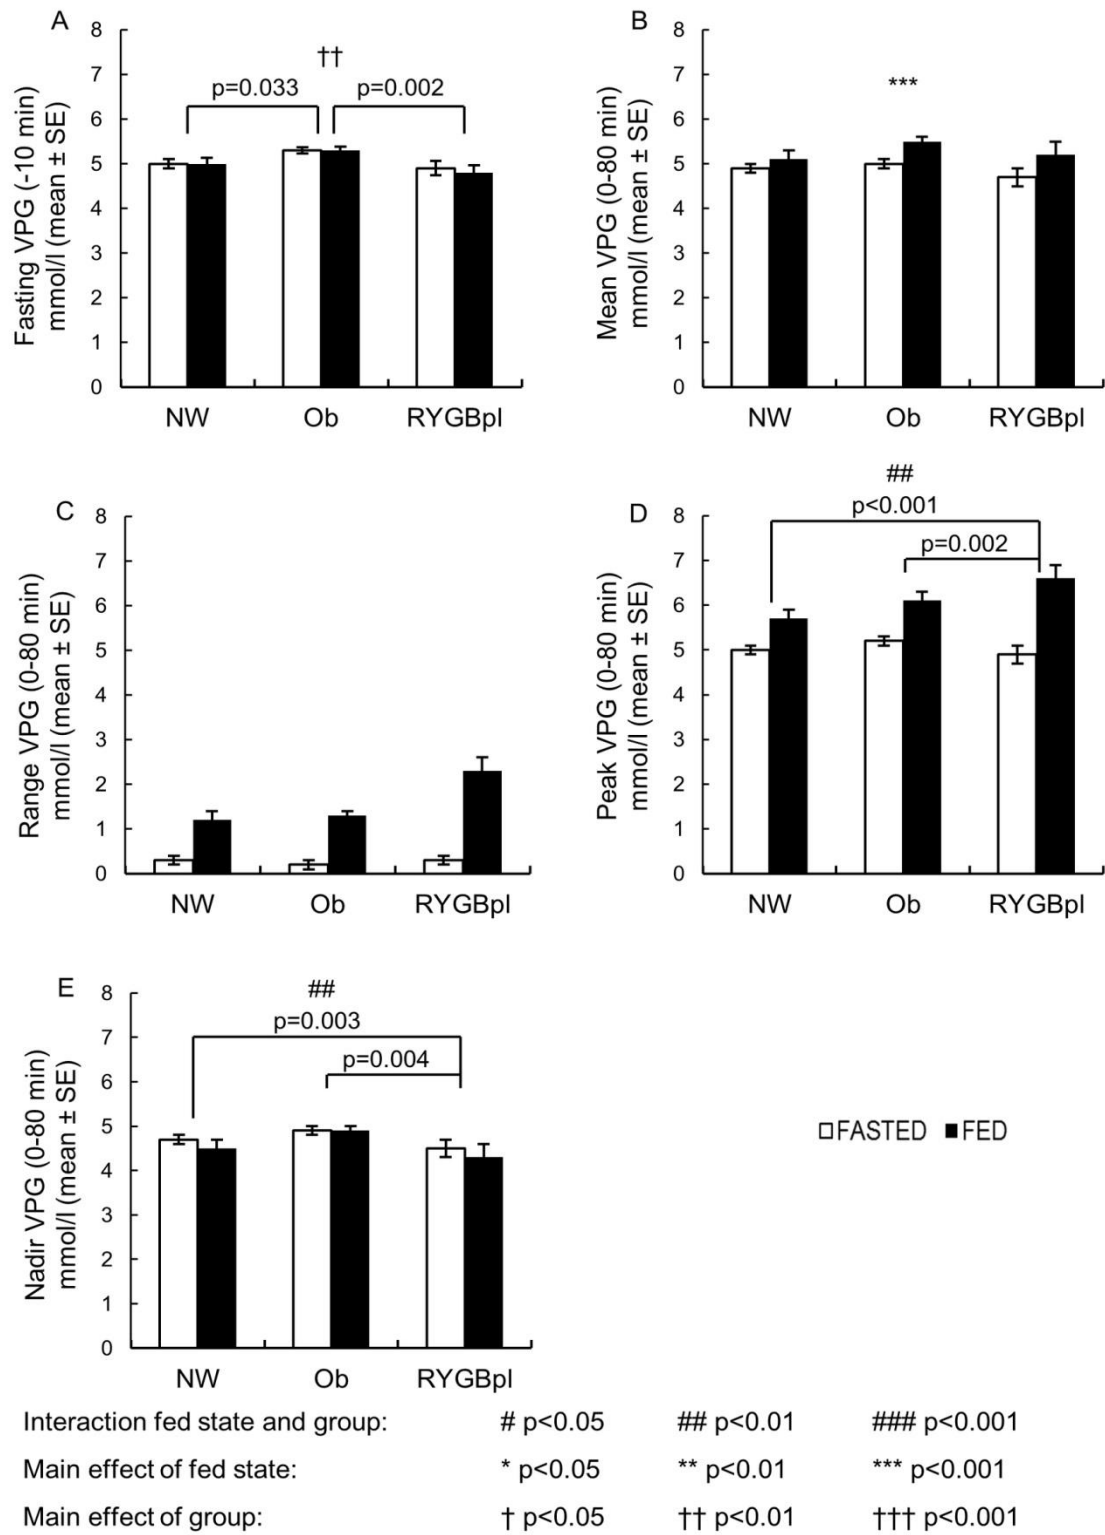 A
Fasting VPG (-10 min)
mmol/l (mean ± SE)
8
7
6
5
4
3
2
1
0
††
p=0.033
p=0.002
NW Ob RYGBpl
B
Mean VPG (0-80 min)
mmol/l (mean ± SE)
8
7
6
5
4
3
2
1
0
***
NW Ob RYGBpl
C
Range VPG (0-80 min)
mmol/l (mean ± SE)
8
7
6
5
4
3
2
1
0
NW Ob RYGBpl
D
Peak VPG (0-80 min)
mmol/l (mean ± SE)
8
7
6
5
4
3
2
1
0
##
p<0.001
p=0.002
NW Ob RYGBpl
E
Nadir VPG (0-80 min)
mmol/l (mean ± SE)
8
7
6
5
4
3
2
1
0
##
p=0.003
p=0.004
NW Ob RYGBpl
FASTED FED
Interaction fed state and group: # p<0.05 ## p<0.01 ### p<0.001
Main effect of fed state: * p<0.05 ** p<0.01 *** p<0.001
Main effect of group: † p<0.05 †† p<0.01 ††† p<0.001